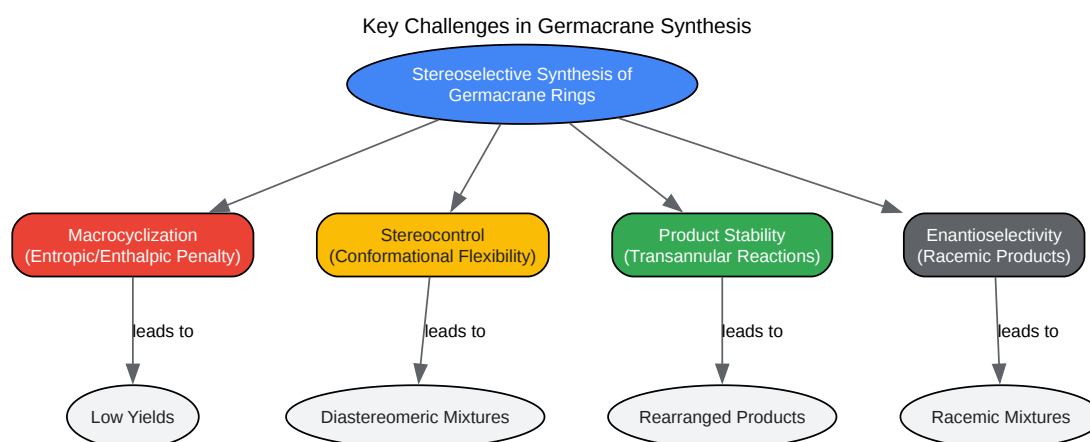 Key Challenges in Germacrane Synthesis
Stereoselective Synthesis of
Germacrane Rings
Macrocyclization
(Entropic/Enthalpic Penalty)
Stereocontrol
(Conformational Flexibility)
Product Stability
(Transannular Reactions)
Enantioselectivity
(Racemic Products)
leads to
leads to
leads to
leads to
Low Yields
Diastereomeric Mixtures
Rearranged Products
Racemic Mixtures